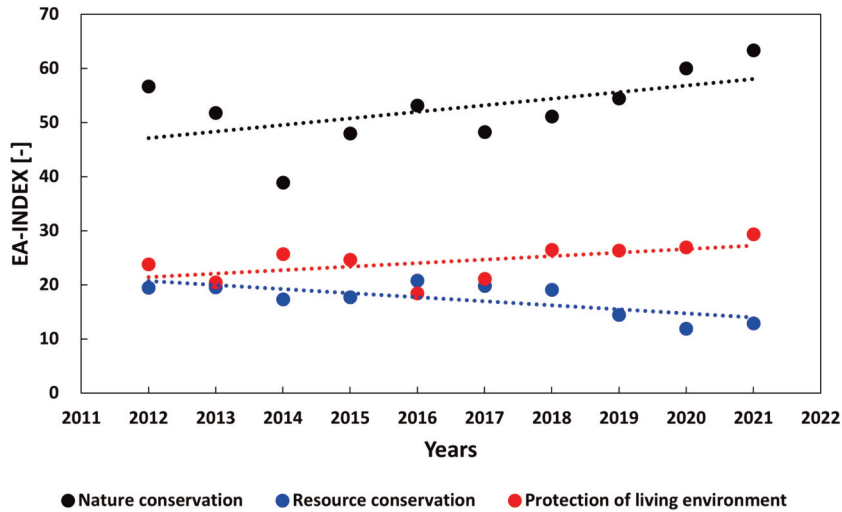 70
60
50
40
30
20
10
0
EA-INDEX [-]
2011 2012 2013 2014 2015 2016 2017 2018 2019 2020 2021 2022
Years
Nature conservation Resource conservation Protection of living environment